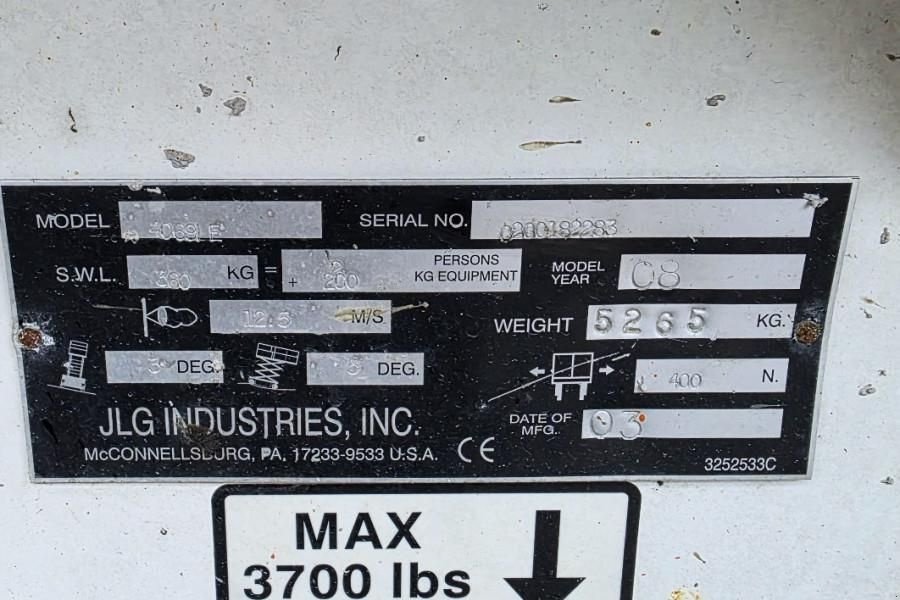 MODEL 4069LE SERIAL NO. 0200182283
S.W.L. 360 KG = 2 PERSONS
+ 200 KG EQUIPMENT
MODEL YEAR 08
12.5 M/S
WEIGHT 5265 KG.
3 DEG. DEG.
400 N.
JLG INDUSTRIES, INC.
DATE OF MFG. 03
McCONNELLSBURG, PA, 17233-9533 U.S.A. CE
3252533C
MAX
3700 lbs